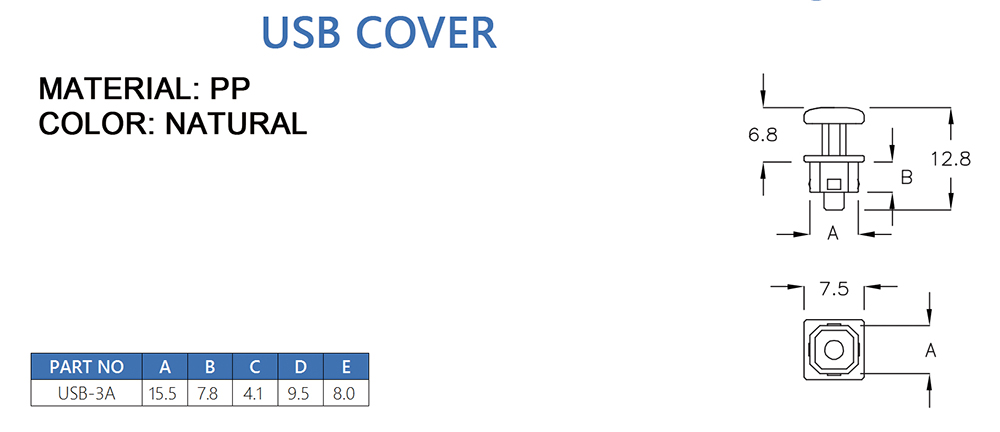 USB COVER
MATERIAL: PP
COLOR: NATURAL
6.8
12.8
B
A
7.5
A
PART NO A B C D E
USB-3A 15.5 7.8 4.1 9.5 8.0